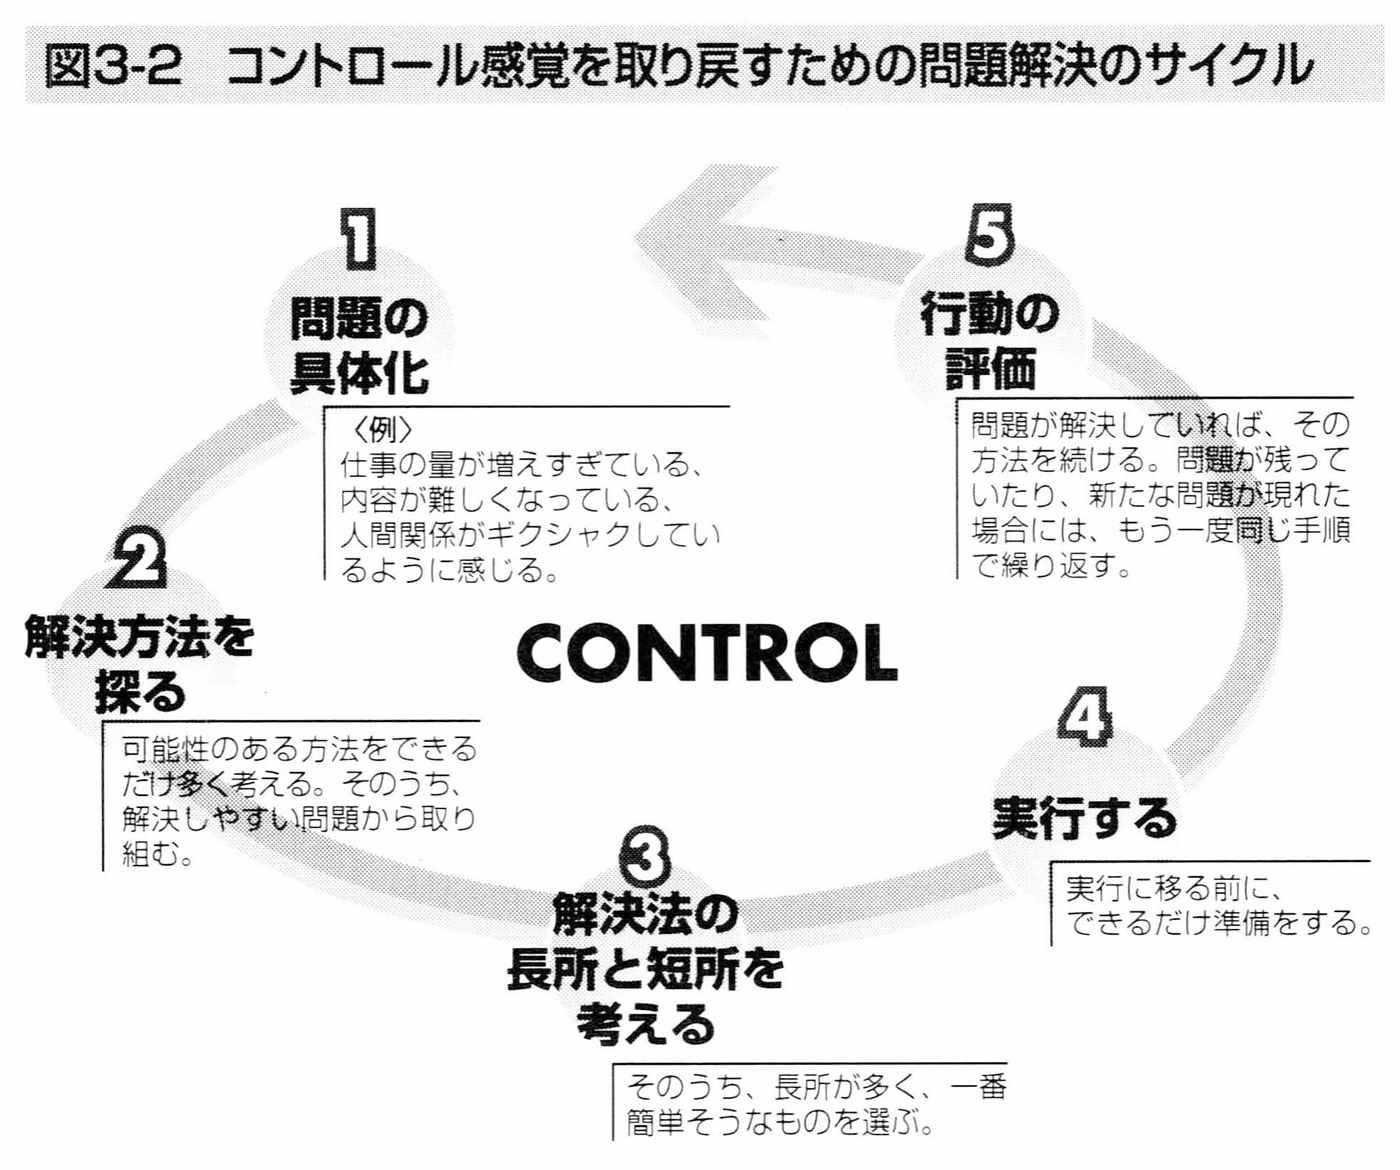 図3-2 コントロール感覚を取り戻すための問題解決のサイクル
1
問題の
具体化
〈例〉
仕事の量が増えすぎている、
内容が難しくなっている、
人間関係がギクシャクしてい
るように感じる。
2
解決方法を
探る
可能性のある方法をできる
だけ多く考える。そのうち、
解決しやすい問題から取り
組む。
3
解決法の
長所と短所を
考える
そのうち、長所が多く、一番
簡単そうなものを選ぶ。
4
実行する
実行に移る前に、
できるだけ準備をする。
5
行動の
評価
問題が解決していれば、その
方法を続ける。問題が残って
いたり、新たな問題が現れた
場合には、もう一度同じ手順
で繰り返す。
CONTROL